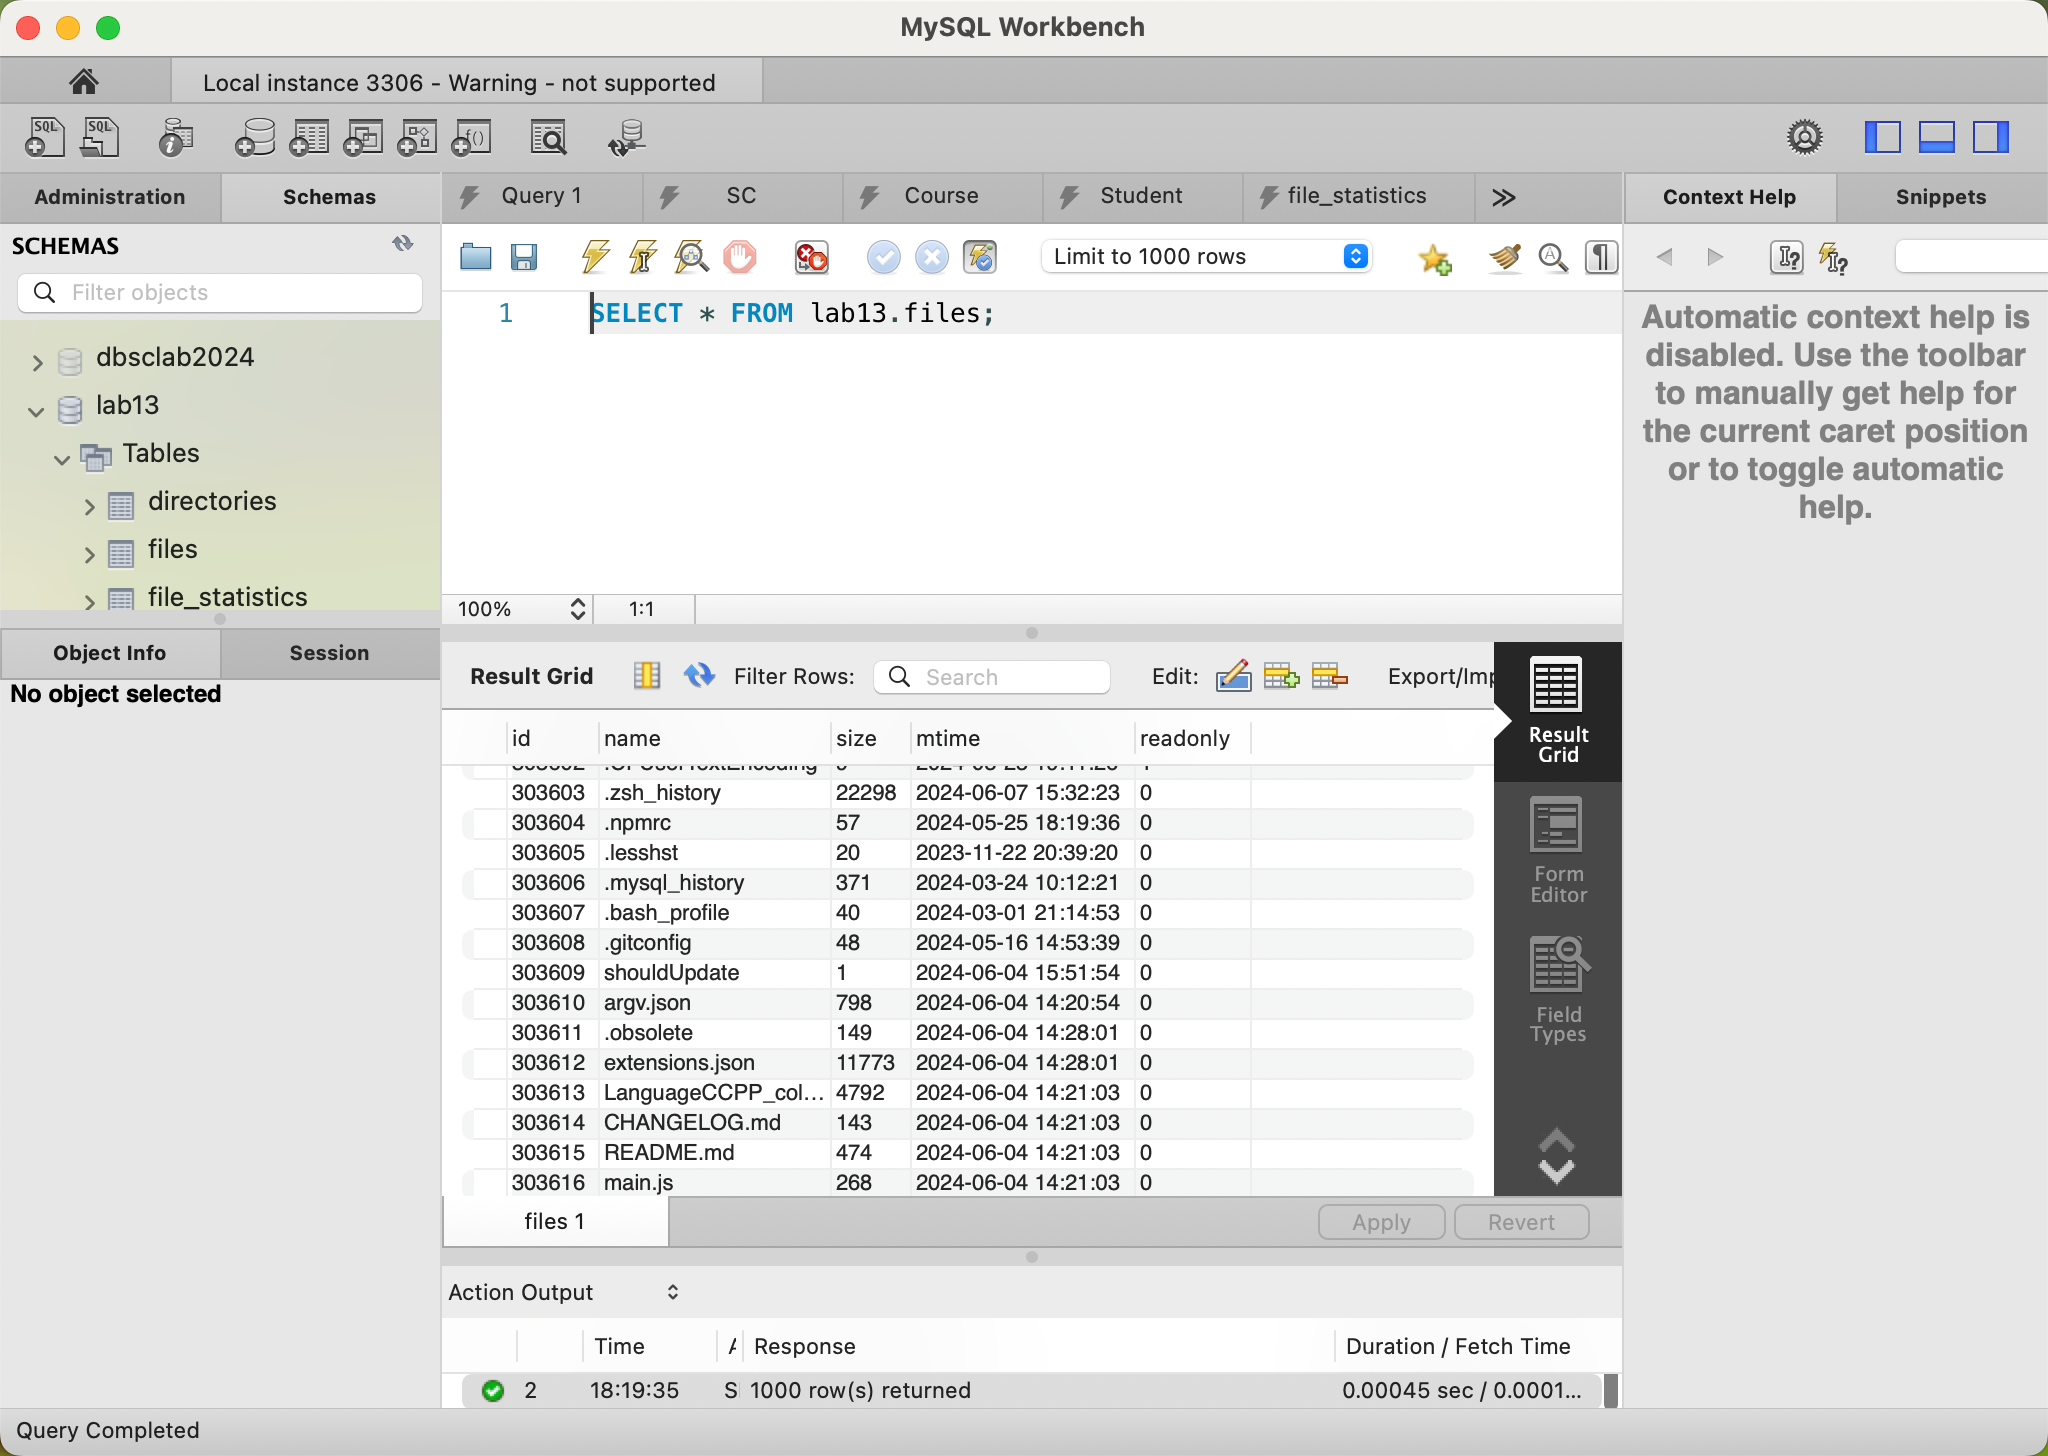 MySQL Workbench
Local instance 3306 - Warning - not supported
Administration
Schemas
Query 1
SC
Course
Student
file_statistics
Context Help
Snippets
SCHEMAS
Filter objects
dbsclab2024
lab13
Tables
directories
files
file_statistics
Object Info
Session
No object selected
Limit to 1000 rows
1 SELECT * FROM lab13.files;
100%
1:1
Automatic context help is
disabled. Use the toolbar
to manually get help for
the current caret position
or to toggle automatic
help.
Result Grid
Filter Rows:
Search
Edit:
Export/Imp
id name size mtime readonly
303603 .zsh_history 22298 2024-06-07 15:32:23 0
303604 .npmrc 57 2024-05-25 18:19:36 0
303605 .lesshst 20 2023-11-22 20:39:20 0
303606 .mysql_history 371 2024-03-24 10:12:21 0
303607 .bash_profile 40 2024-03-01 21:14:53 0
303608 .gitconfig 48 2024-05-16 14:53:39 0
303609 shouldUpdate 1 2024-06-04 15:51:54 0
303610 argv.json 798 2024-06-04 14:20:54 0
303611 .obsolete 149 2024-06-04 14:28:01 0
303612 extensions.json 11773 2024-06-04 14:28:01 0
303613 LanguageCCPP_col... 4792 2024-06-04 14:21:03 0
303614 CHANGELOG.md 143 2024-06-04 14:21:03 0
303615 README.md 474 2024-06-04 14:21:03 0
303616 main.js 268 2024-06-04 14:21:03 0
Result
Grid
Form
Editor
Field
Types
files 1
Apply
Revert
Action Output
Time
Response
Duration / Fetch Time
2 18:19:35 S 1000 row(s) returned 0.00045 sec / 0.0001...
Query Completed